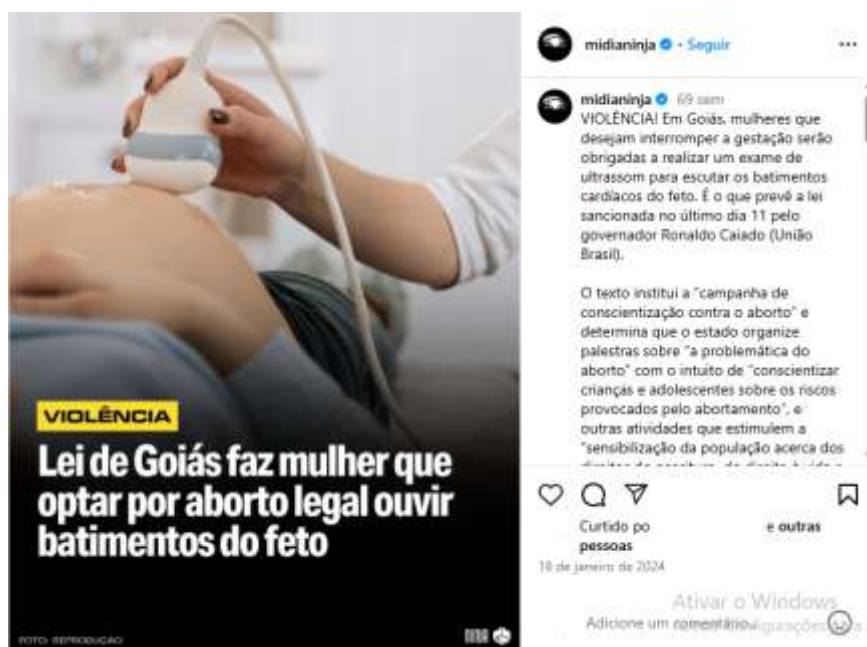 VIOLÊNCIA
Lei de Goiás faz mulher que
optar por aborto legal ouvir
batimentos do feto
FOTO: REPRODUÇÃO
midianinja • Seguir
midianinja 69 sem
VIOLÊNCIA! Em Goiás, mulheres que
desejam interromper a gestação serão
obrigadas a realizar um exame de
ultrassom para escutar os batimentos
cardíacos do feto. É o que prevê a lei
sancionada no último dia 11 pelo
governador Ronaldo Caiado (União
Brasil).
O texto institui a "campanha de
conscientização contra o aborto" e
determina que o estado organize
palestras sobre "a problemática do
aborto" com o intuito de "conscientizar
crianças e adolescentes sobre os riscos
provocados pelo abortamento", e
outras atividades que estimulem a
"sensibilização da população acerca dos
Curtido po e outras
pessoas
18 de janeiro de 2024
Ativar o Windows
Adicione um comentário...